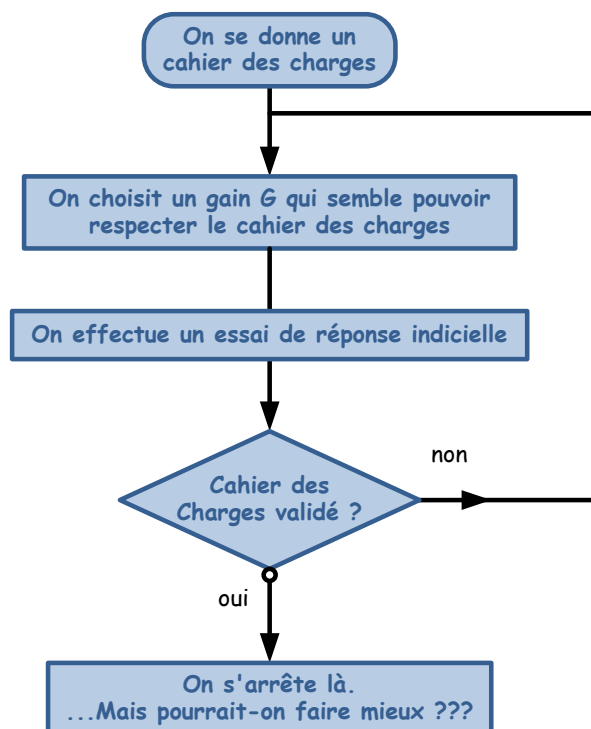 On se donne un
cahier des charges
On choisit un gain G qui semble pouvoir
respecter le cahier des charges
On effectue un essai de réponse indicielle
Cahier des
Charges validé ?
non
oui
On s'arrête là.
...Mais pourrait-on faire mieux ???